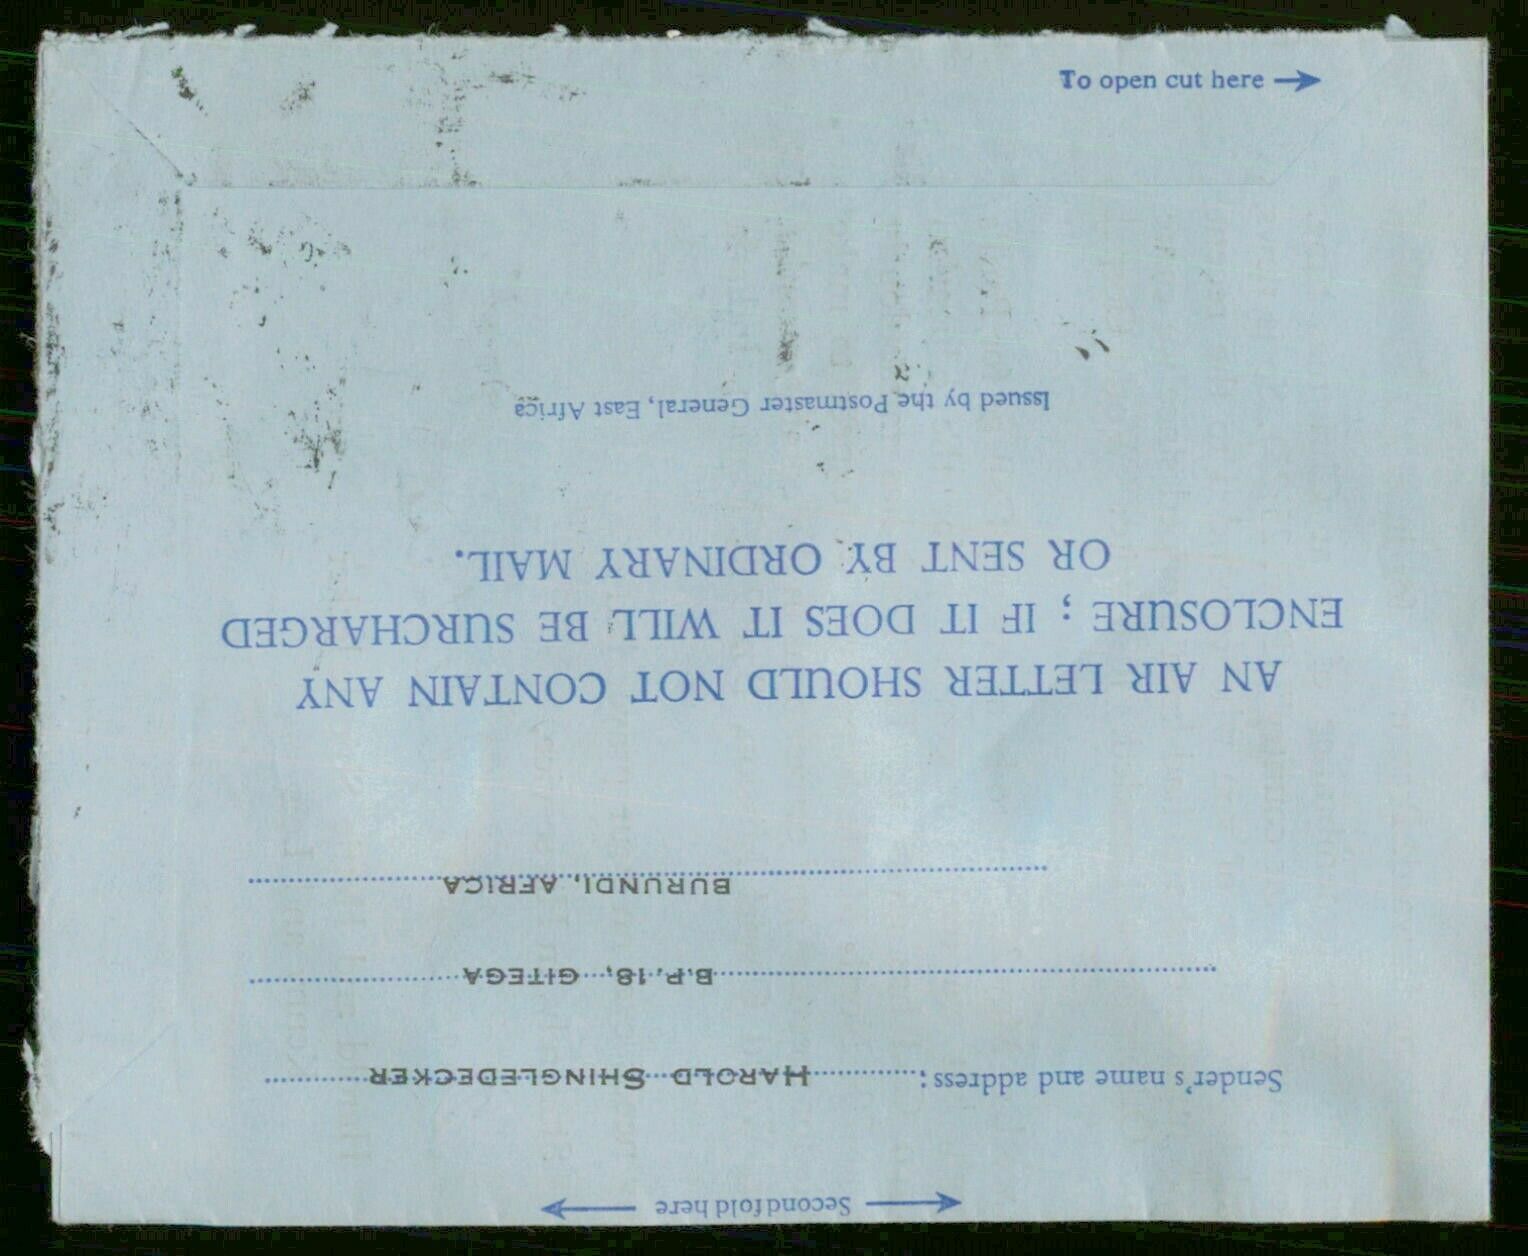 Second fold here
Sender's name and address: HAROLD SHINGLEDECKER
B.P. 18, GITEGA
BURUNDI, AFRICA
AN AIR LETTER SHOULD NOT CONTAIN ANY
ENCLOSURE ; IF IT DOES IT WILL BE SURCHARGED
OR SENT BY ORDINARY MAIL.
Issued by the Postmaster General, East Africa
To open cut here